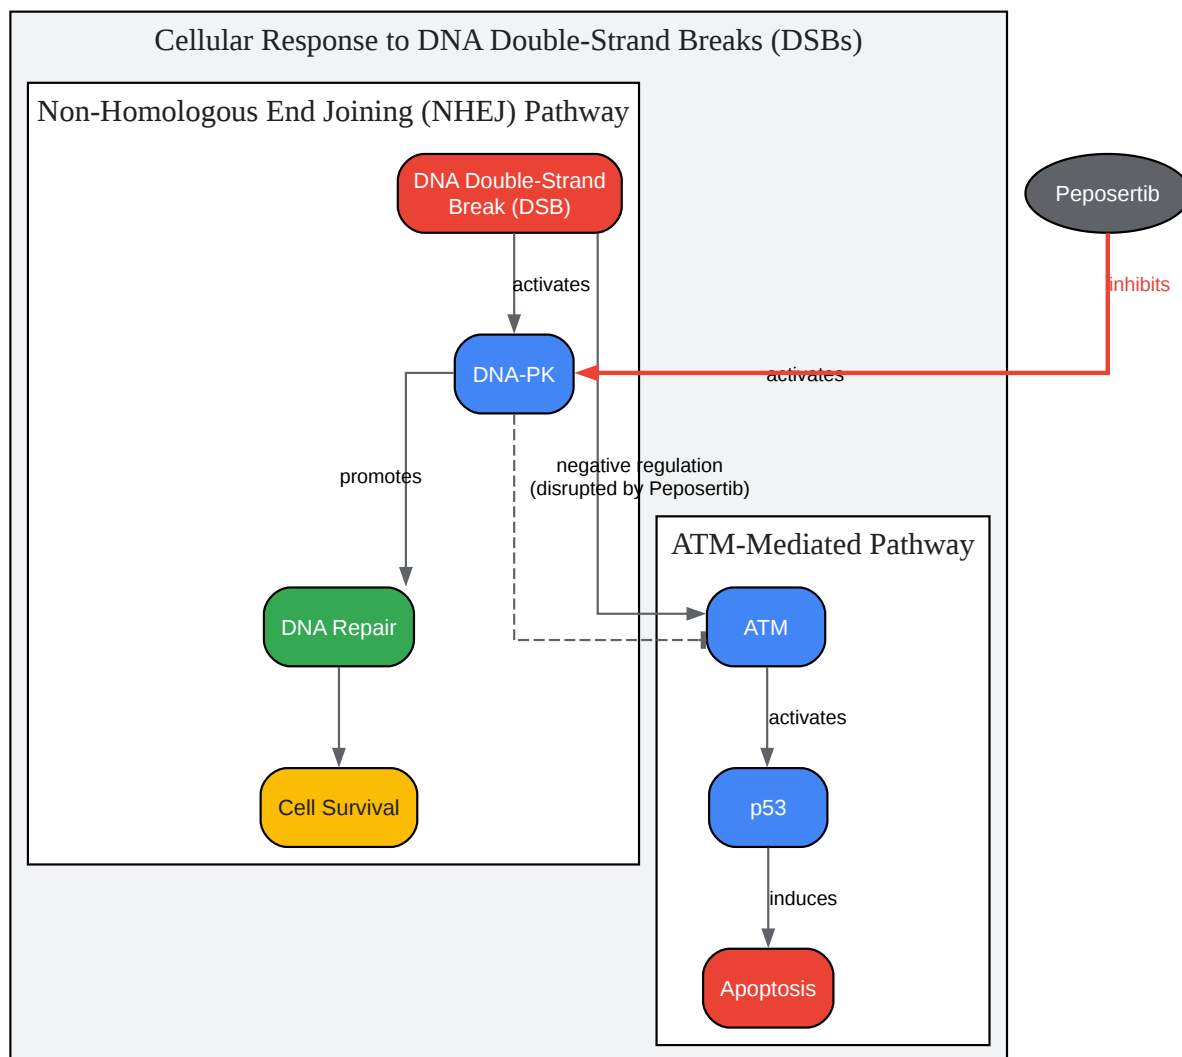 Cellular Response to DNA Double-Strand Breaks (DSBs)
Non-Homologous End Joining (NHEJ) Pathway
DNA Double-Strand
Break (DSB)
Peposertib
activates
inhibits
DNA-PK
activates
promotes
negative regulation
(disrupted by Peposertib)
ATM-Mediated Pathway
DNA Repair
ATM
activates
Cell Survival
p53
induces
Apoptosis